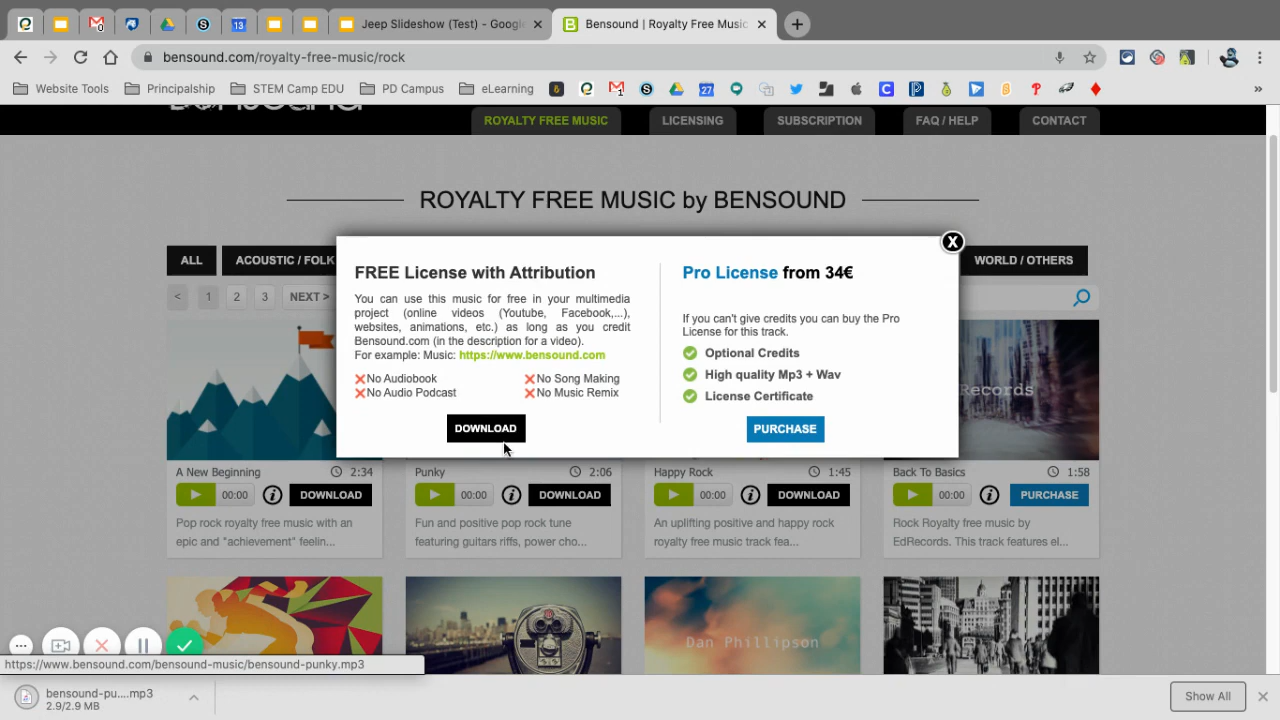 Jeep Slideshow (Test) - Googl
Bensound | Royalty Free Music
bensound.com/royalty-free-music/rock
Website Tools
Principalship
STEM Camp EDU
PD Campus
eLearning
»
ROYALTY FREE MUSIC
LICENSING
SUBSCRIPTION
FAQ / HELP
CONTACT
ROYALTY FREE MUSIC by BENSOUND
ALL
ACOUSTIC / FOLK
WORLD / OTHERS
< 1 2 3 NEXT >
X
FREE License with Attribution
You can use this music for free in your multimedia
project (online videos (Youtube, Facebook,...),
websites, animations, etc.) as long as you credit
Bensound.com (in the description for a video).
For example: Music: https://www.bensound.com
No Audiobook
No Song Making
No Audio Podcast
No Music Remix
DOWNLOAD
Pro License from 34€
If you can't give credits you can buy the Pro
License for this track.
Optional Credits
High quality Mp3 + Wav
License Certificate
PURCHASE
Records
A New Beginning 2:34
00:00 DOWNLOAD
Pop rock royalty free music with an
epic and "achievement" feelin...
Punky 2:06
00:00 DOWNLOAD
Fun and positive pop rock tune
featuring guitars riffs, power cho...
Happy Rock 1:45
00:00 DOWNLOAD
An uplifting positive and happy rock
royalty free music track fea...
Back To Basics 1:58
00:00 PURCHASE
Rock Royalty free music by
EdRecords. This track features el...
Dan Phillipson
https://www.bensound.com/bensound-music/bensound-punky.mp3
bensound-pu....mp3
2.9/2.9 MB
Show All